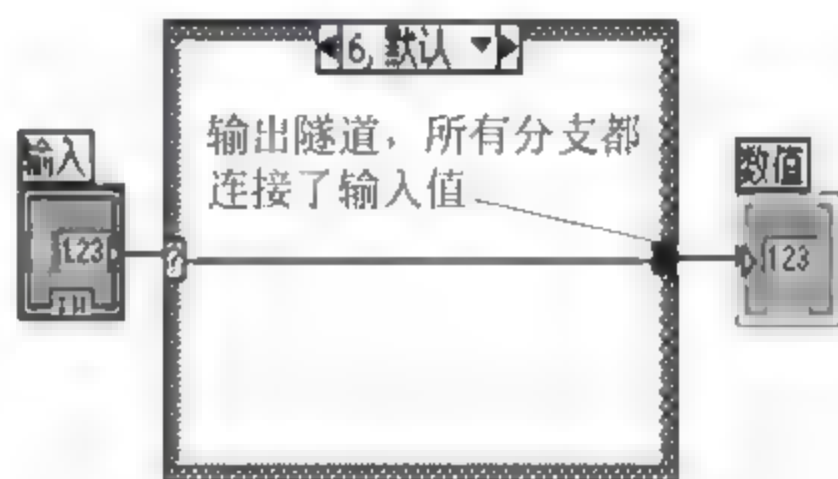 6, 默认
输出隧道，所有分支都
连接了输入值
输入
数值
123
123